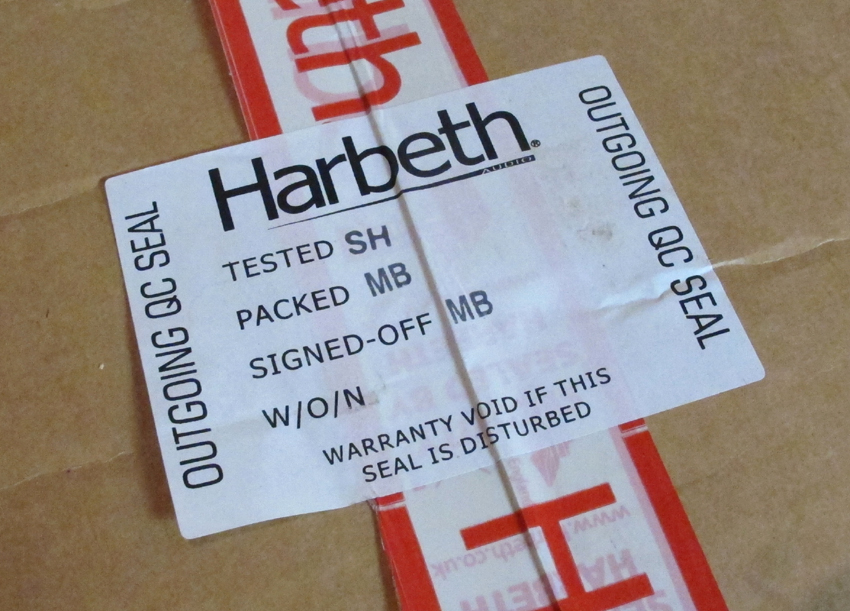 eth
Harbeth®
AUDIO
OUTGOING QC SEAL
OUTGOING QC SEAL
TESTED SH
PACKED MB
SIGNED-OFF MB
W/O/N
WARRANTY VOID IF THIS
SEAL IS DISTURBED
H